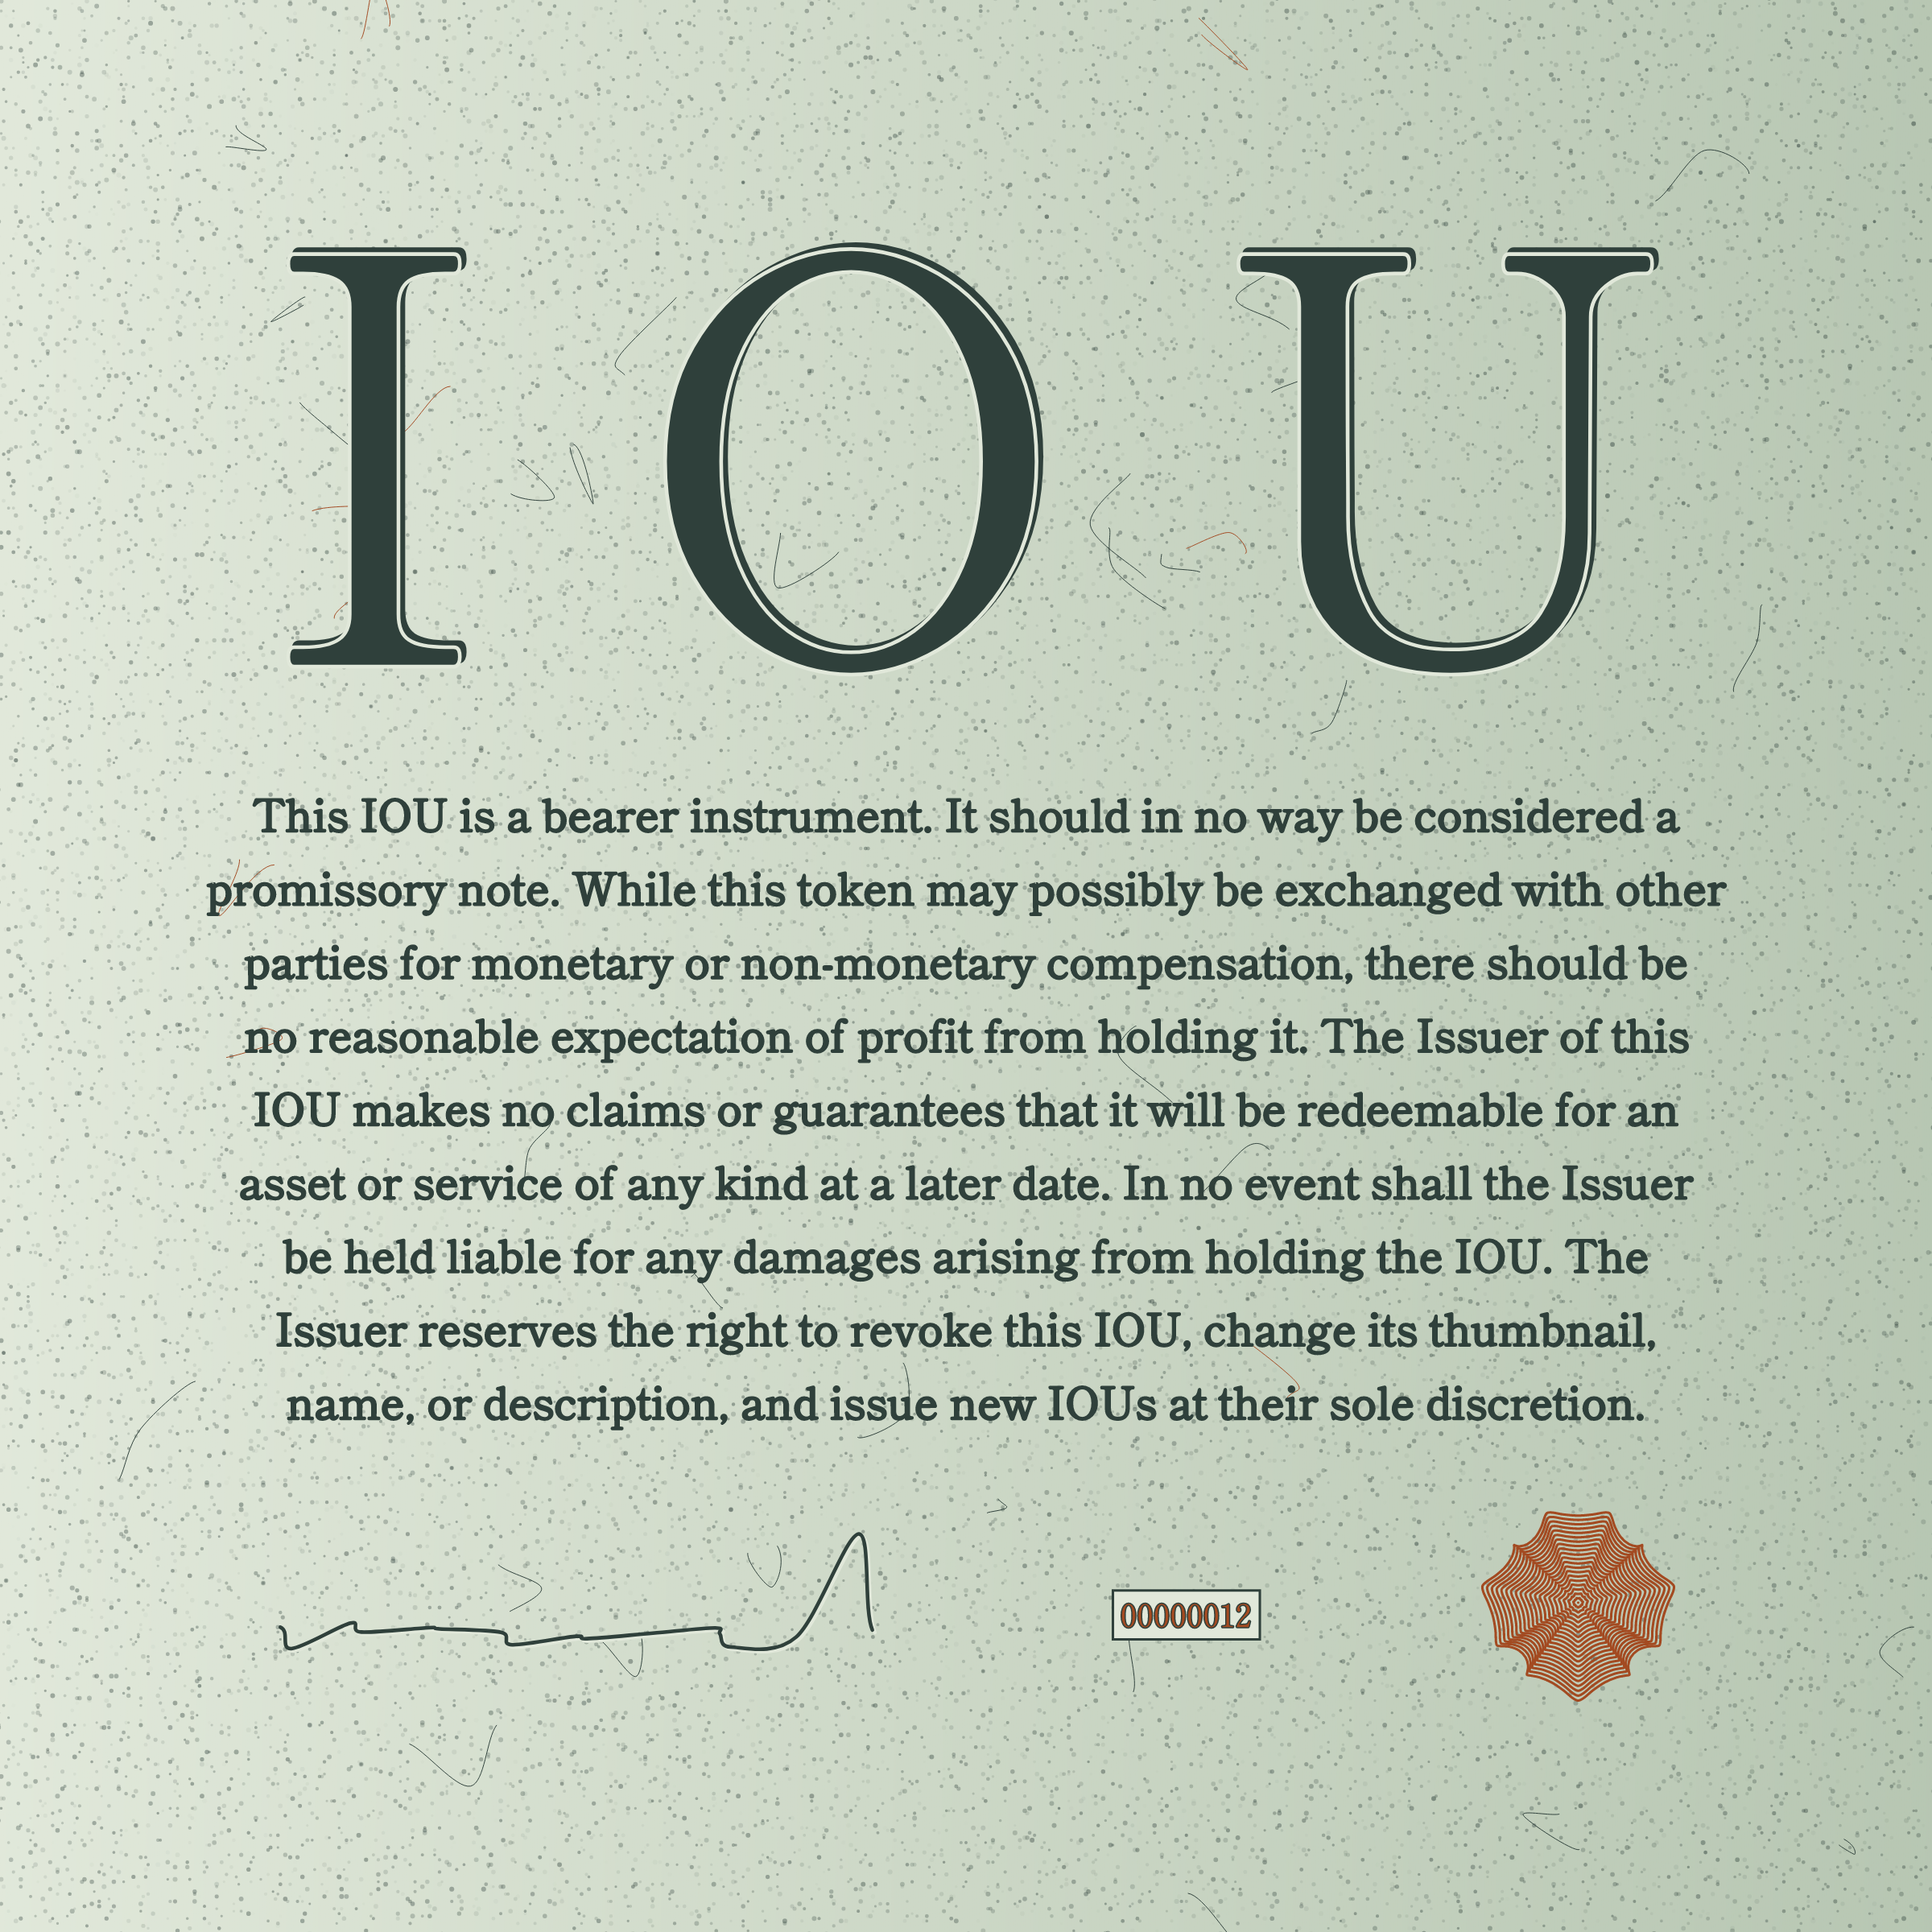 I O U
This IOU is a bearer instrument. It should in no way be considered a
promissory note. While this token may possibly be exchanged with other
parties for monetary or non-monetary compensation, there should be
no reasonable expectation of profit from holding it. The Issuer of this
IOU makes no claims or guarantees that it will be redeemable for an
asset or service of any kind at a later date. In no event shall the Issuer
be held liable for any damages arising from holding the IOU. The
Issuer reserves the right to revoke this IOU, change its thumbnail,
name, or description, and issue new IOUs at their sole discretion.
00000012